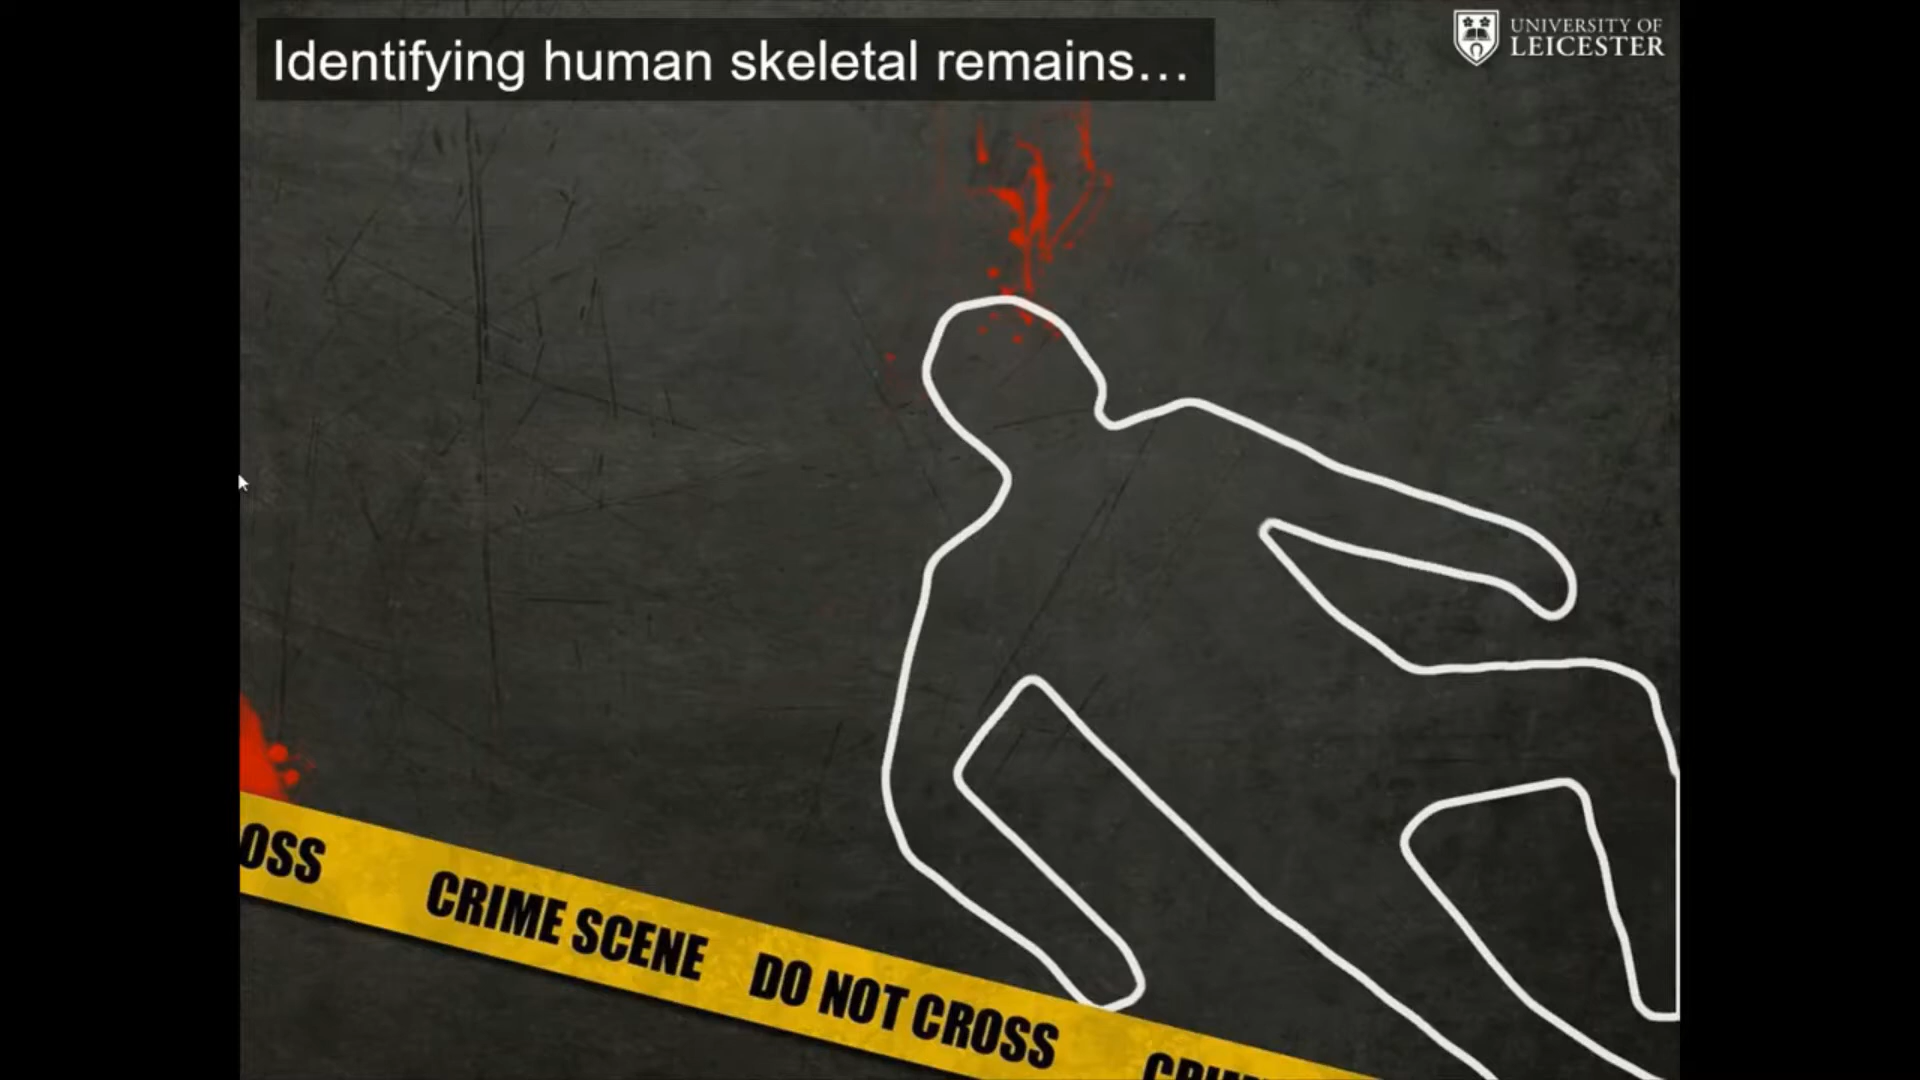 Identifying human skeletal remains...
UNIVERSITY OF
LEICESTER
OSS CRIME SCENE DO NOT CROSS